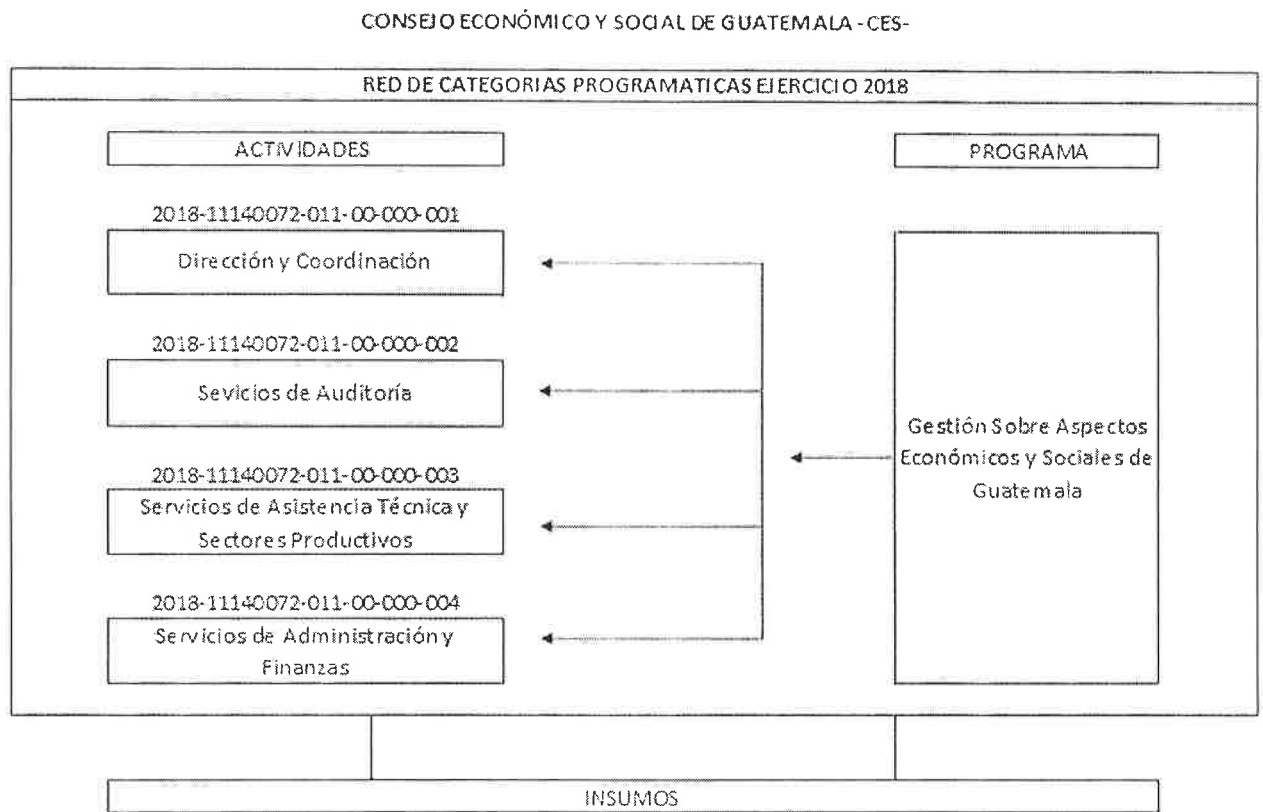 CONSEJO ECONÓMICO Y SOCIAL DE GUATEMALA -CES-
RED DE CATEGORIAS PROGRAMATICAS EJERCICIO 2018
ACTIVIDADES
PROGRAMA
2018-11140072-011-00-000-001
Dirección y Coordinación
2018-11140072-011-00-000-002
Sevicios de Auditoría
2018-11140072-011-00-000-003
Servicios de Asistencia Técnica y
Sectores Productivos
2018-11140072-011-00-000-004
Servicios de Administración y
Finanzas
Gestión Sobre Aspectos
Económicos y Sociales de
Guatemala
INSUMOS